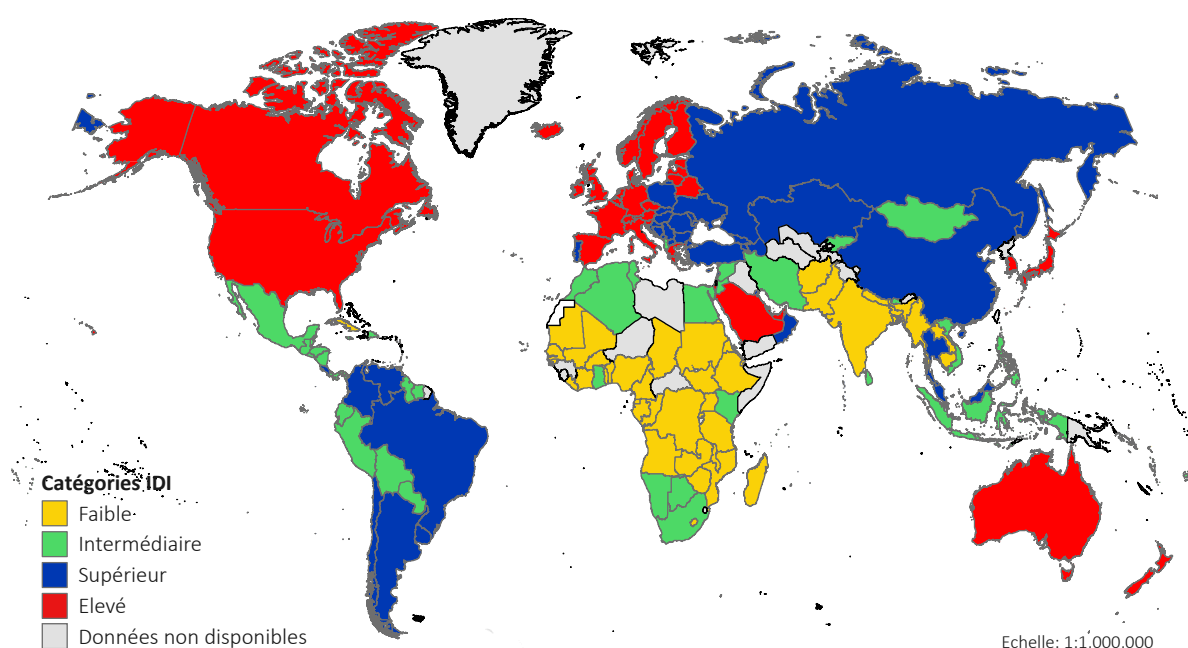 Catégories IDI
Faible
Intermédiaire
Supérieur
Elevé
Données non disponibles
Echelle: 1:1.000.000